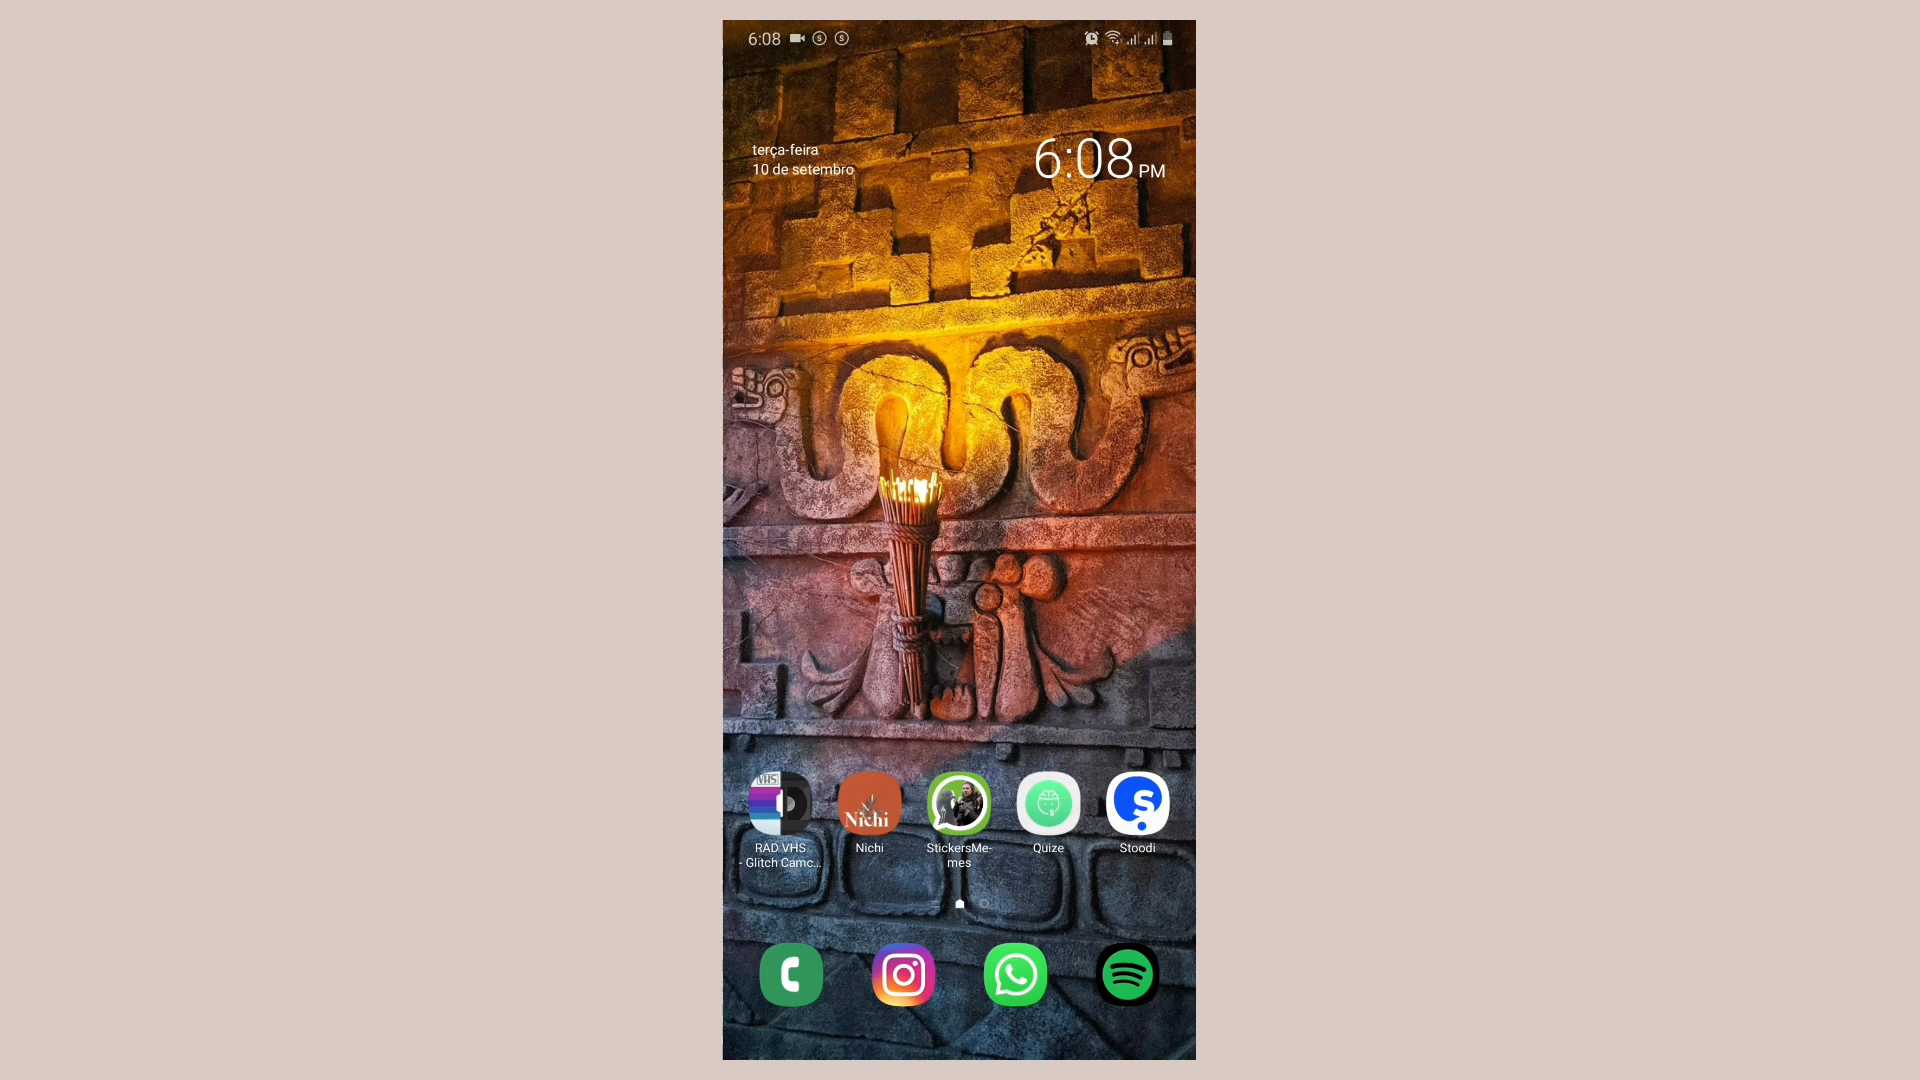 6:08
terça-feira
10 de setembro
6:08 PM
VHS
Nichi
RAD VHS
- Glitch Camc...
Nichi
StickersMe-
mes
Quize
Stoodi